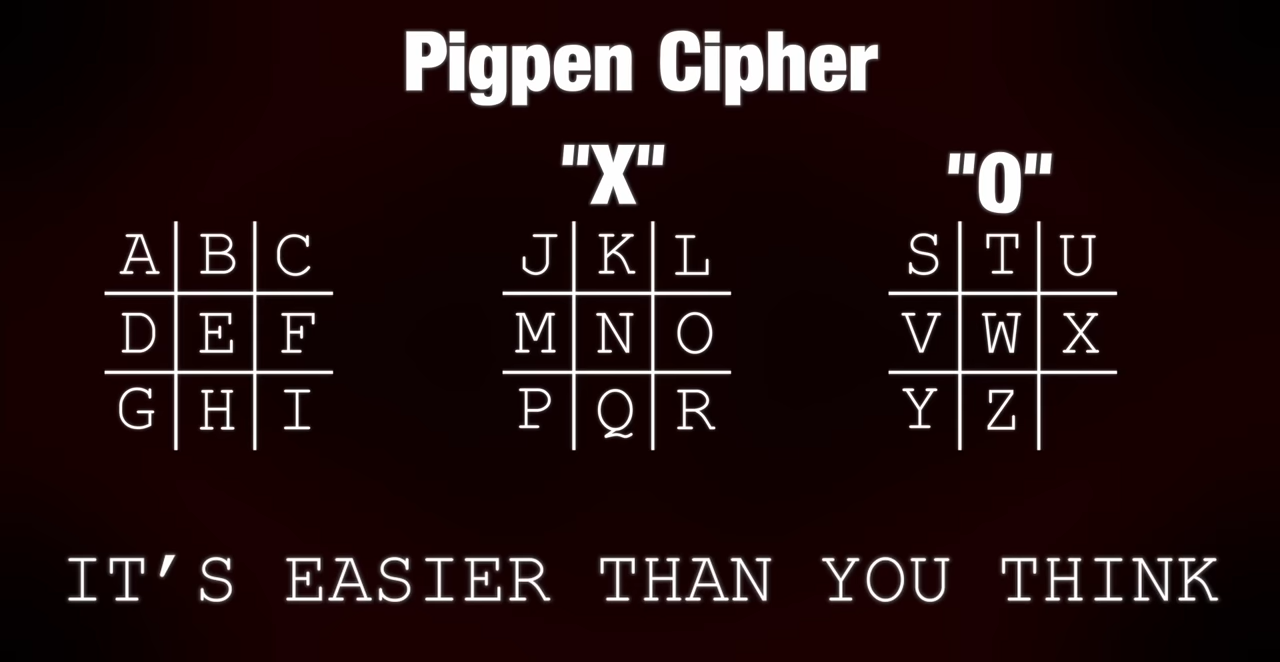 Pigpen Cipher
"X" "O"
A B C J K L S T U
D E F M N O V W X
G H I P Q R Y Z
IT'S EASIER THAN YOU THINK